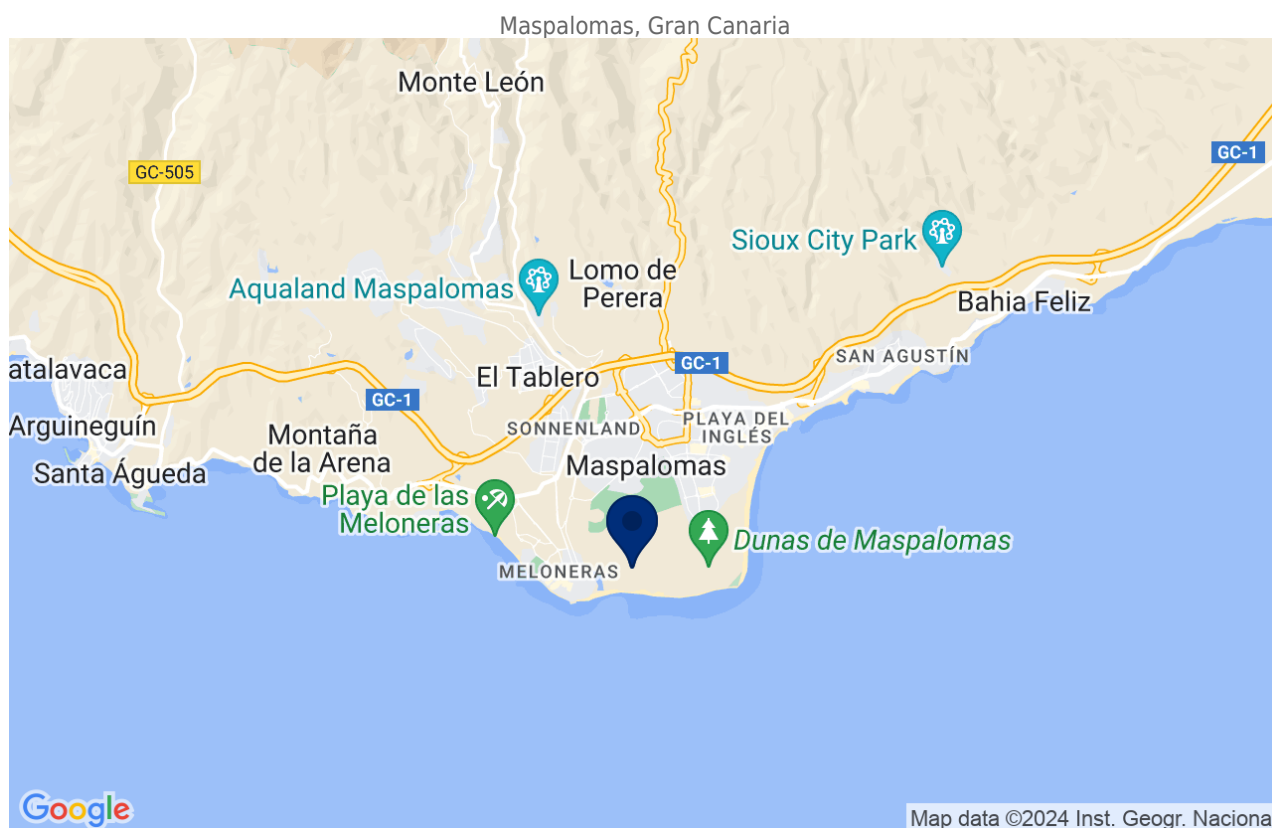 Maspalomas, Gran Canaria
Monte León
GC-1
GC-505
Sioux City Park
Lomo de
Perera
Aqualand Maspalomas
Bahia Feliz
SAN AGUSTÍN
GC-1
atalavaca
El Tablero
GC-1
PLAYA DEL
INGLÉS
Arguineguín
SONNENLAND
Montaña
de la Arena
Maspalomas
Santa Águeda
Playa de las
Meloneras
Dunas de Maspalomas
MELONERAS
Google
Map data ©2024 Inst. Geogr. Naciona